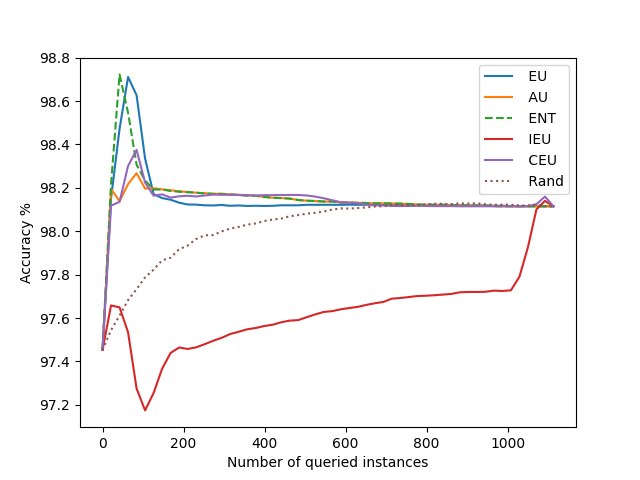 98.8
98.6
98.4
98.2
98.0
97.8
97.6
97.4
97.2
Accuracy %
0 200 400 600 800 1000
Number of queried instances
EU
AU
ENT
IEU
CEU
Rand